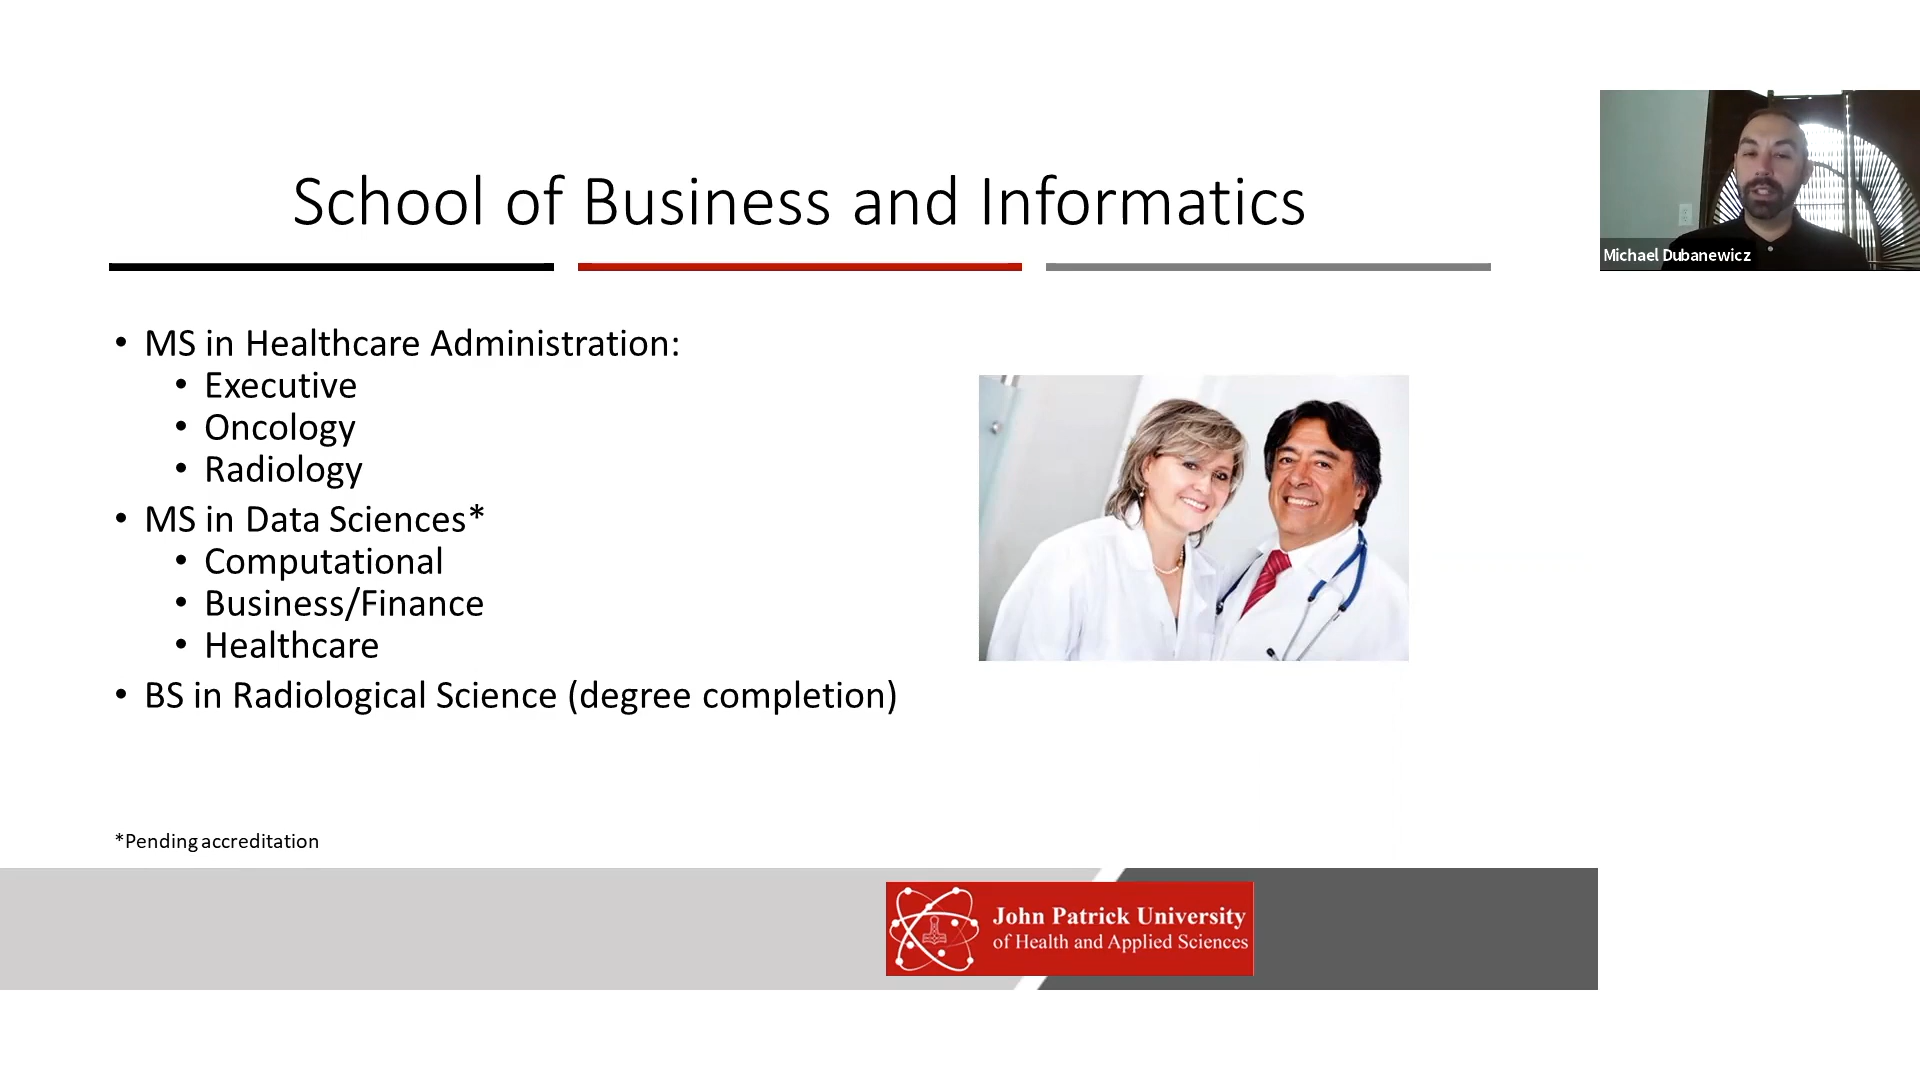 School of Business and Informatics
Michael Dubanewicz
• MS in Healthcare Administration:
• Executive
• Oncology
• Radiology
• MS in Data Sciences*
• Computational
• Business/Finance
• Healthcare
• BS in Radiological Science (degree completion)
*Pending accreditation
John Patrick University
of Health and Applied Sciences